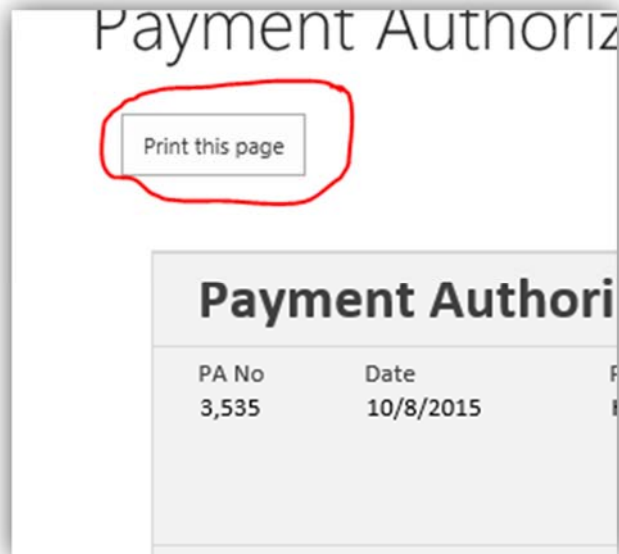 Payment Authoriz
Print this page
Payment Authori
PA No Date
3,535 10/8/2015